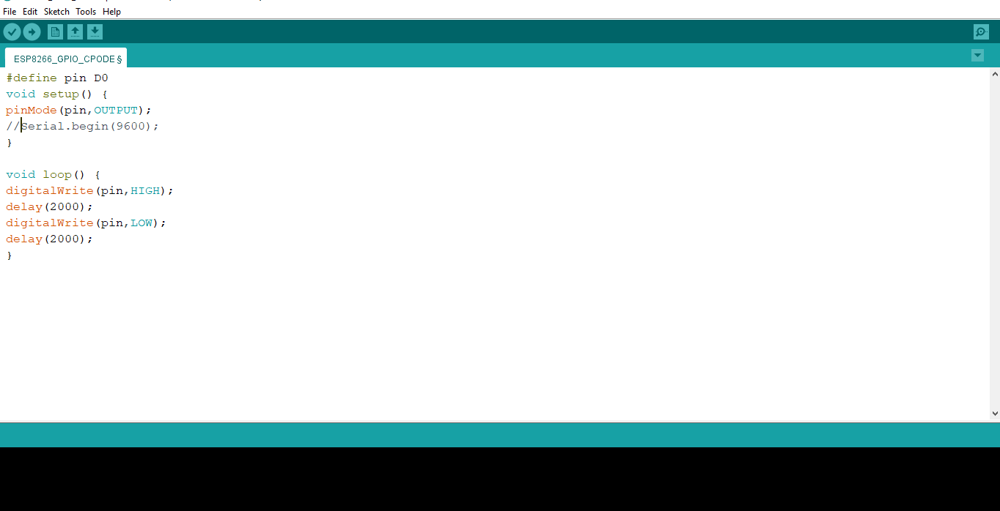 File Edit Sketch Tools Help
ESP8266_GPIO_CPODE §
#define pin D0
void setup() {
pinMode(pin,OUTPUT);
//Serial.begin(9600);
}
void loop() {
digitalWrite(pin,HIGH);
delay(2000);
digitalWrite(pin,LOW);
delay(2000);
}